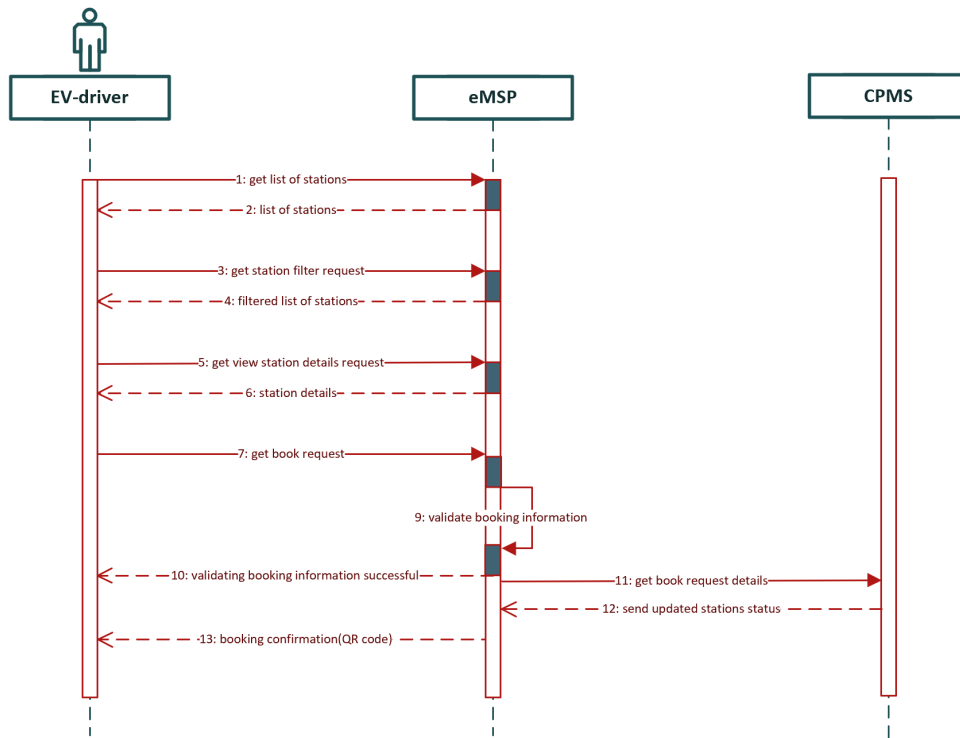 EV-driver
eMSP
CPMS
1: get list of stations
2: list of stations
3: get station filter request
4: filtered list of stations
5: get view station details request
6: station details
7: get book request
9: validate booking information
10: validating booking information successful
11: get book request details
12: send updated stations status
13: booking confirmation(QR code)